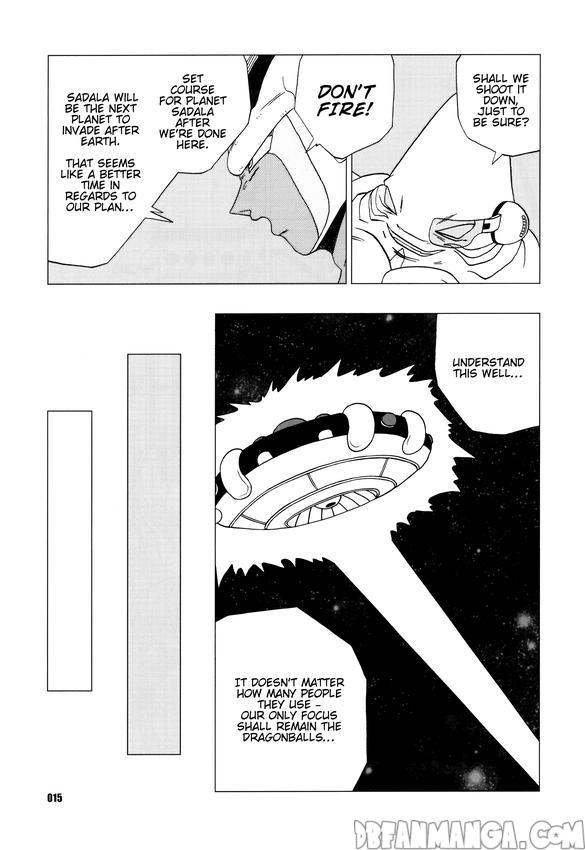 SHALL WE
SHOOT IT
DOWN,
JUST TO
BE SURE?
DON'T
FIRE!
SET
COURSE
FOR PLANET
SADALA
AFTER
WE'RE DONE
HERE.
SADALA WILL
BE THE NEXT
PLANET TO
INVADE AFTER
EARTH.
THAT SEEMS
LIKE A BETTER
TIME IN
REGARDS TO
OUR PLAN...
UNDERSTAND
THIS WELL...
IT DOESN'T MATTER
HOW MANY PEOPLE
THEY USE -
OUR ONLY FOCUS
SHALL REMAIN THE
DRAGONBALLS...
015
DBFANMANGA.COM